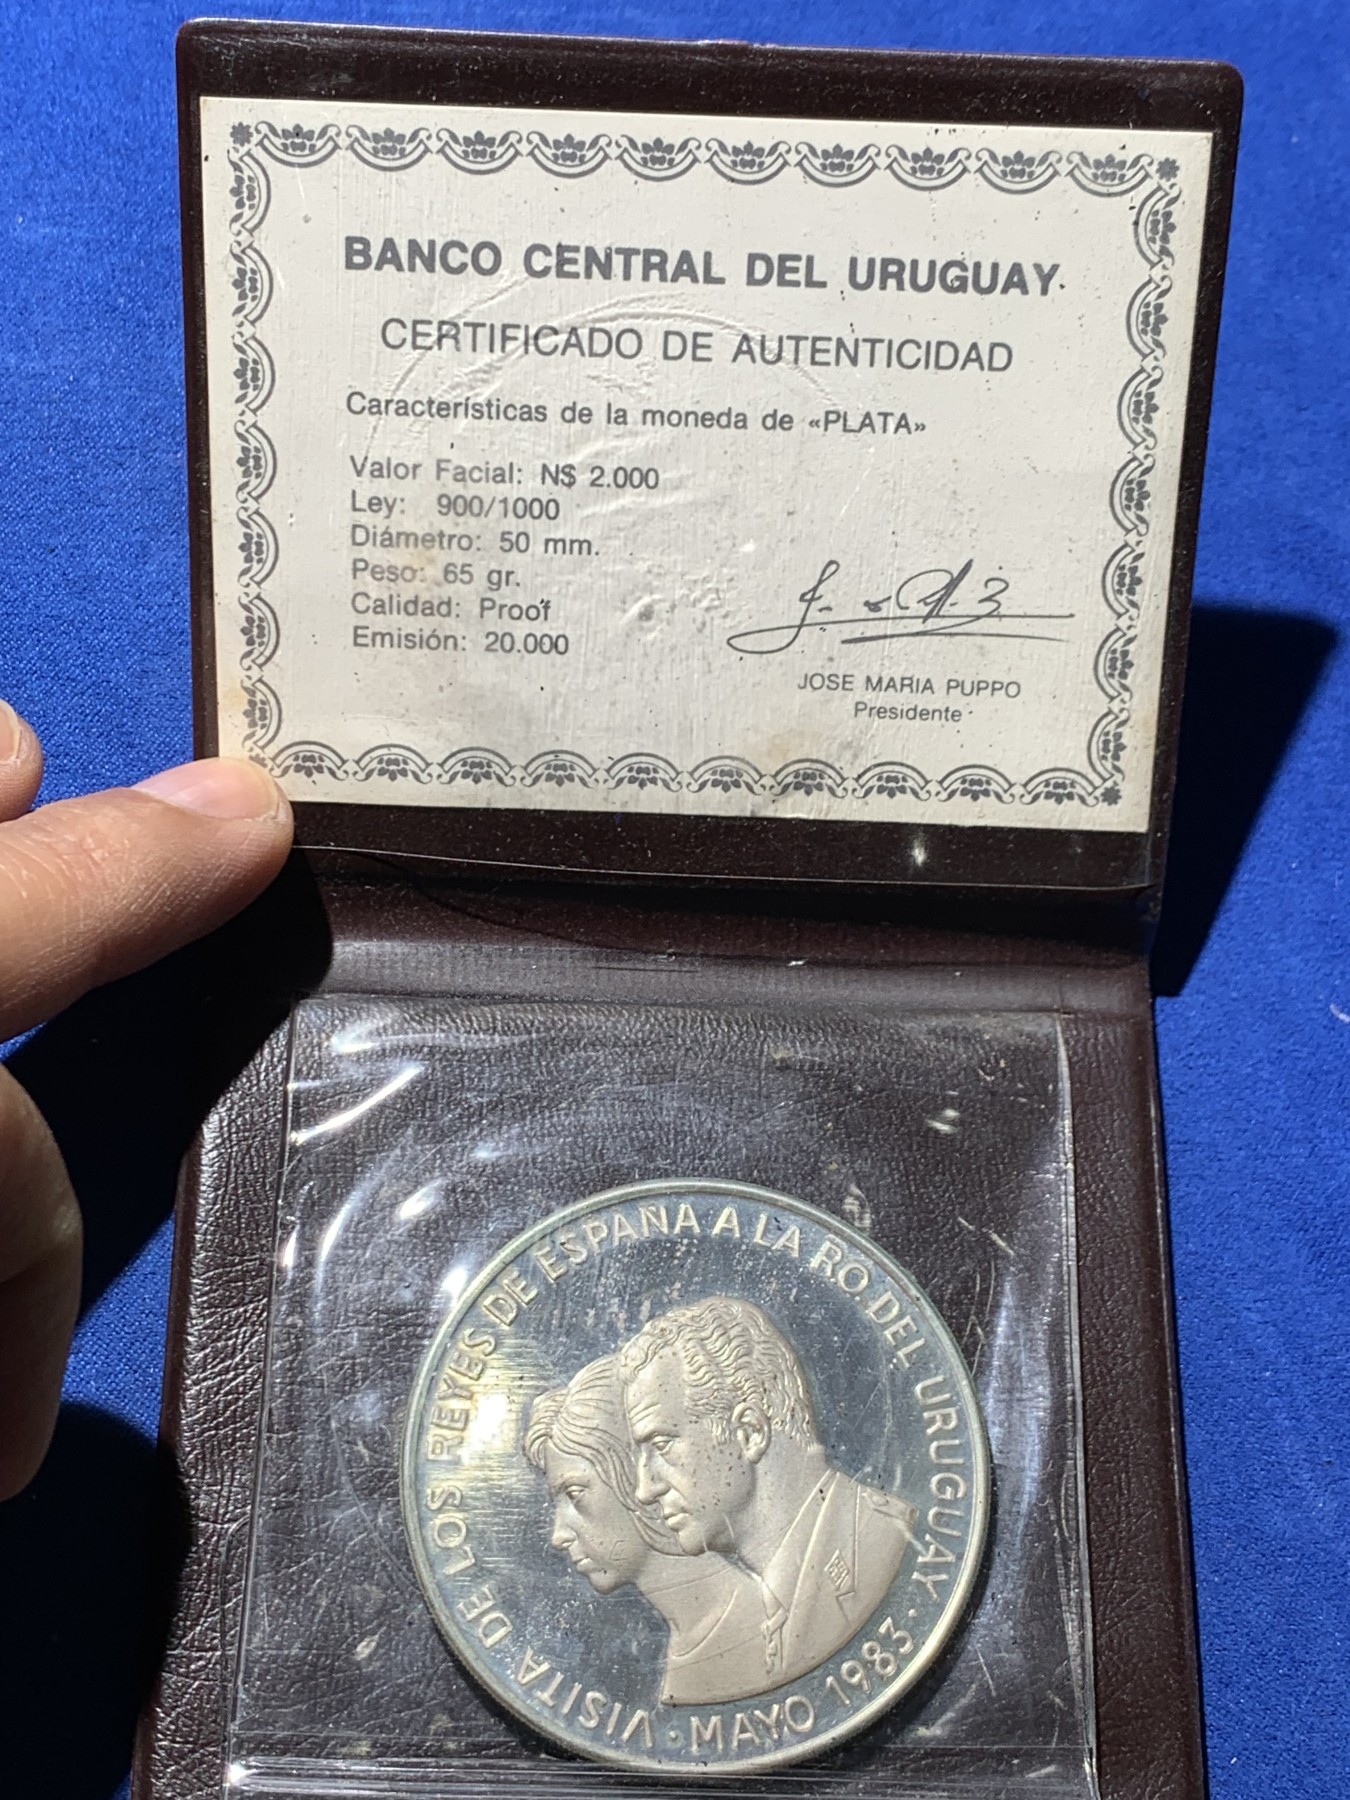 BANCO CENTRAL DEL URUGUAY
CERTIFICADO DE AUTENTICIDAD
Características de la moneda de «PLATA»
Valor Facial: N$ 2.000
Ley: 900/1000
Diámetro: 50 mm.
Peso: 65 gr.
Calidad: Proof
Emisión: 20.000
JOSE MARIA PUPPO
Presidente
VISITA DE LOS REYES DE ESPAÑA A LA RO DEL URUGUAY · MAYO 1983 ·